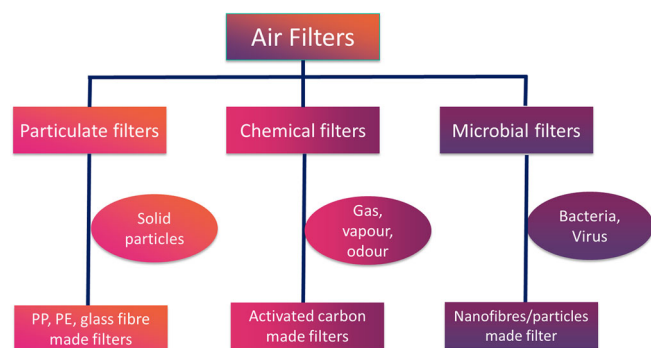 Air Filters
Particulate filters
Chemical filters
Microbial filters
Solid
particles
Gas,
vapour,
odour
Bacteria,
Virus
PP, PE, glass fibre
made filters
Activated carbon
made filters
Nanofibres/particles
made filter